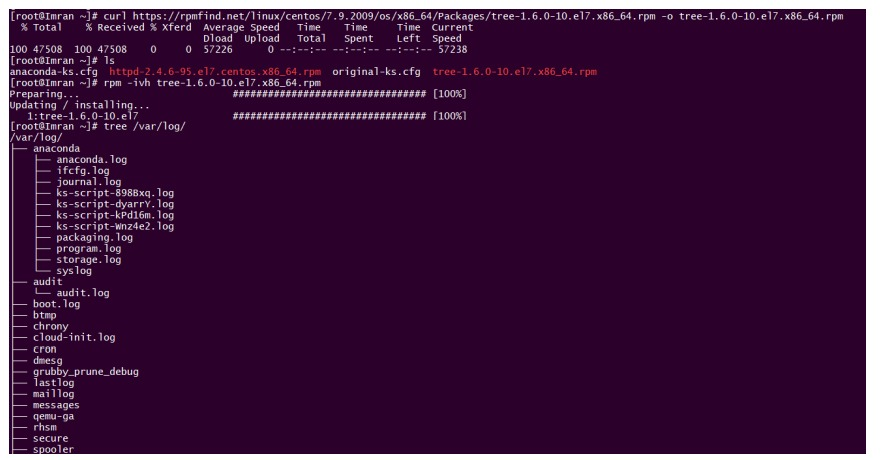 [root@Imran ~]# curl https://rpmfind.net/linux/centos/7.9.2009/os/x86_64/Packages/tree-1.6.0-10.el7.x86_64.rpm -o tree-1.6.0-10.el7.x86_64.rpm
  % Total    % Received % Xferd  Average Speed   Time    Time     Time  Current
                                 Dload  Upload   Total   Spent    Left  Speed
100 47508  100 47508    0     0  57226      0 --:--:-- --:--:-- --:--:-- 57238
[root@Imran ~]# ls
anaconda-ks.cfg  httpd-2.4.6-95.el7.centos.x86_64.rpm  original-ks.cfg  tree-1.6.0-10.el7.x86_64.rpm
[root@Imran ~]# rpm -ivh tree-1.6.0-10.el7.x86_64.rpm
Preparing...                          ################################# [100%]
Updating / installing...
   1:tree-1.6.0-10.el7                ################################# [100%]
[root@Imran ~]# tree /var/log/
/var/log/
├── anaconda
│   ├── anaconda.log
│   ├── ifcfg.log
│   ├── journal.log
│   ├── ks-script-898Bxq.log
│   ├── ks-script-dyarrY.log
│   ├── ks-script-kPd16m.log
│   ├── ks-script-Wnz4e2.log
│   ├── packaging.log
│   ├── program.log
│   ├── storage.log
│   └── syslog
├── audit
│   └── audit.log
├── boot.log
├── btmp
├── chrony
├── cloud-init.log
├── cron
├── dmesg
├── grubby_prune_debug
├── lastlog
├── maillog
├── messages
├── qemu-ga
├── rhsm
├── secure
├── spooler